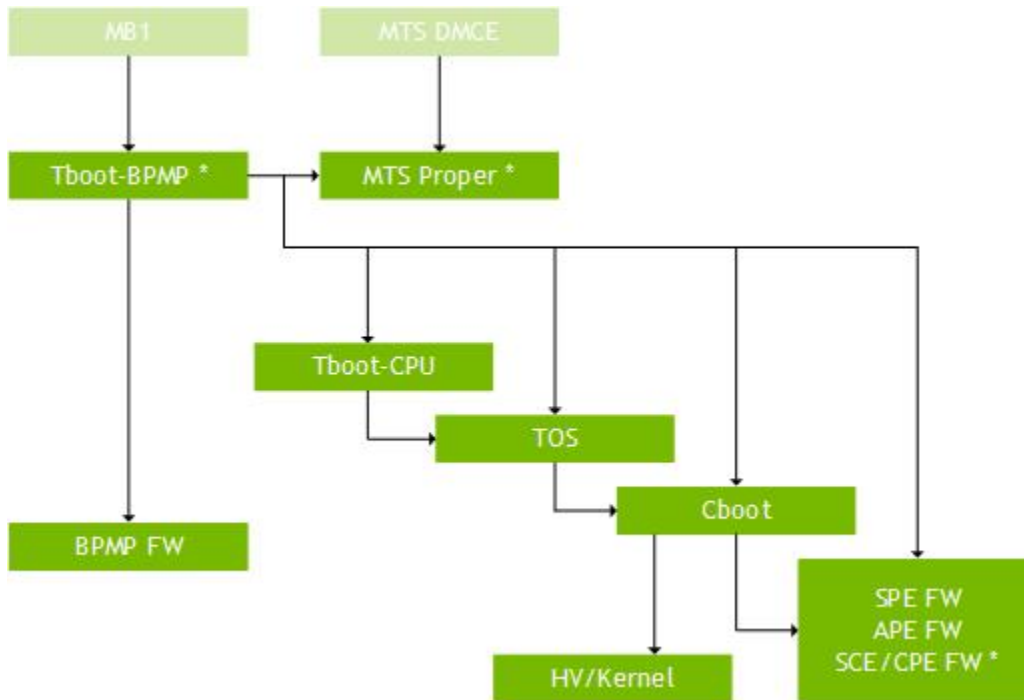 MB1
MTS DMCE
Tboot-BPMP *
MTS Proper *
Tboot-CPU
TOS
Cboot
BPMP FW
SPE FW
APE FW
SCE/CPE FW *
HV/Kernel